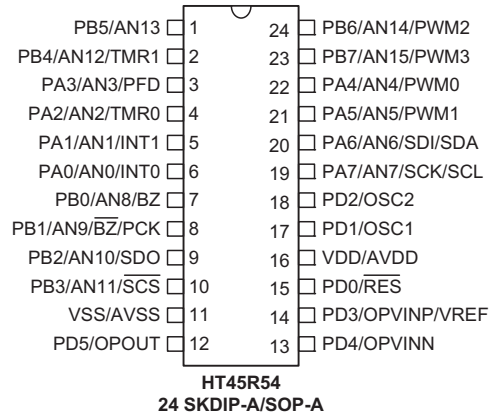 PB5/AN13 1 24 PB6/AN14/PWM2
PB4/AN12/TMR1 2 23 PB7/AN15/PWM3
PA3/AN3/PFD 3 22 PA4/AN4/PWM0
PA2/AN2/TMR0 4 21 PA5/AN5/PWM1
PA1/AN1/INT1 5 20 PA6/AN6/SDI/SDA
PA0/AN0/INT0 6 19 PA7/AN7/SCK/SCL
PB0/AN8/BZ 7 18 PD2/OSC2
PB1/AN9/B̅Z̅/PCK 8 17 PD1/OSC1
PB2/AN10/SDO 9 16 VDD/AVDD
PB3/AN11/S̅C̅S̅ 10 15 PD0/R̅E̅S̅
VSS/AVSS 11 14 PD3/OPVINP/VREF
PD5/OPOUT 12 13 PD4/OPVINN
HT45R54
24 SKDIP-A/SOP-A